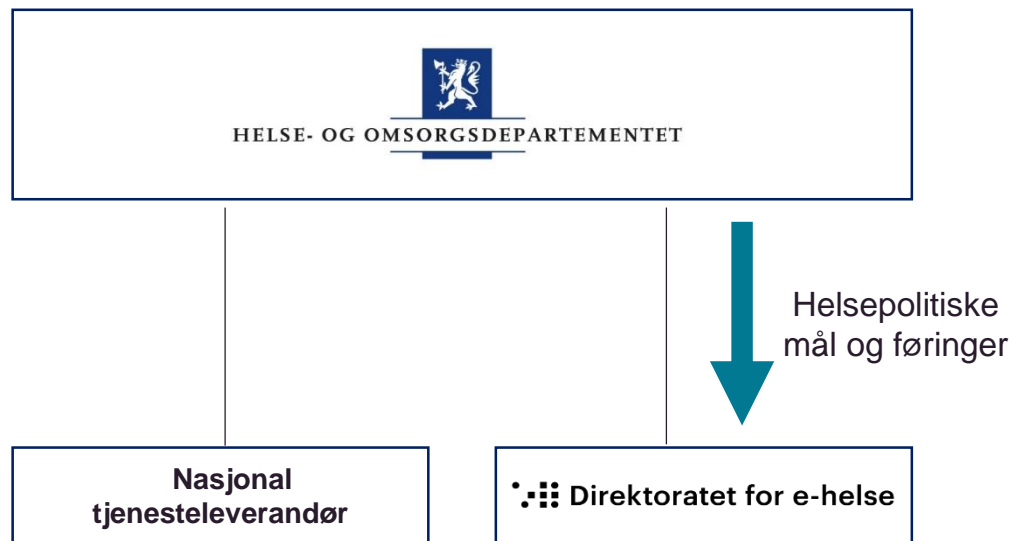 HELSE- OG OMSORGSDEPARTEMENTET
Helsepolitiske
mål og føringer
Nasjonal
tjenesteleverandør
Direktoratet for e-helse